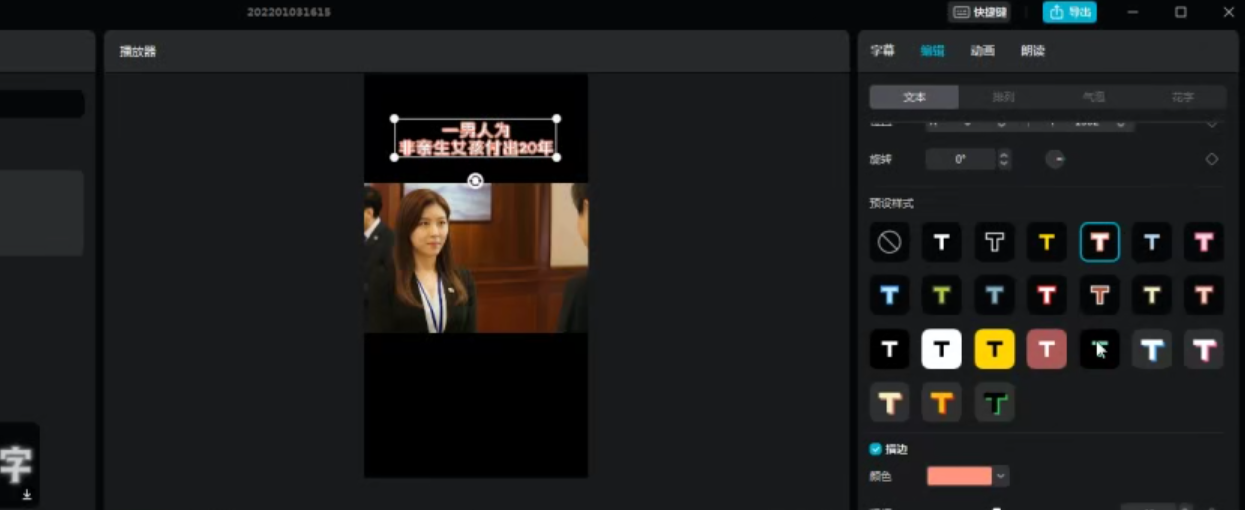 202201031615
快捷键
导出
播放器
字幕 编辑 动画 朗读
文本 排列 气泡 花字
旋转 0°
一男人为
非亲生女孩付出20年
预设样式
T T T T T T
T T T T T T T
T T T T T T T
T T T
描边
颜色
字